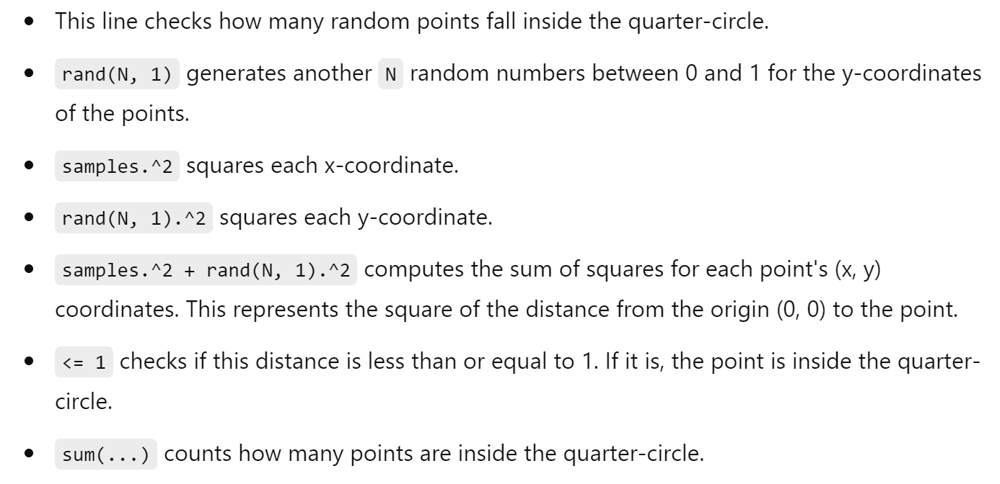 This line checks how many random points fall inside the quarter-circle.
rand(N, 1) generates another N random numbers between 0 and 1 for the y-coordinates
of the points.
samples.^2 squares each x-coordinate.
rand(N, 1).^2 squares each y-coordinate.
samples.^2 + rand(N, 1).^2 computes the sum of squares for each point's (x, y)
coordinates. This represents the square of the distance from the origin (0, 0) to the point.
<= 1 checks if this distance is less than or equal to 1. If it is, the point is inside the quarter-
circle.
sum(...) counts how many points are inside the quarter-circle.